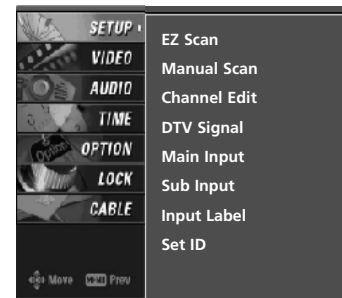 SETUP
VIDEO
AUDIO
TIME
OPTION
LOCK
CABLE
Move MENU Prev
EZ Scan
Manual Scan
Channel Edit
DTV Signal
Main Input
Sub Input
Input Label
Set ID